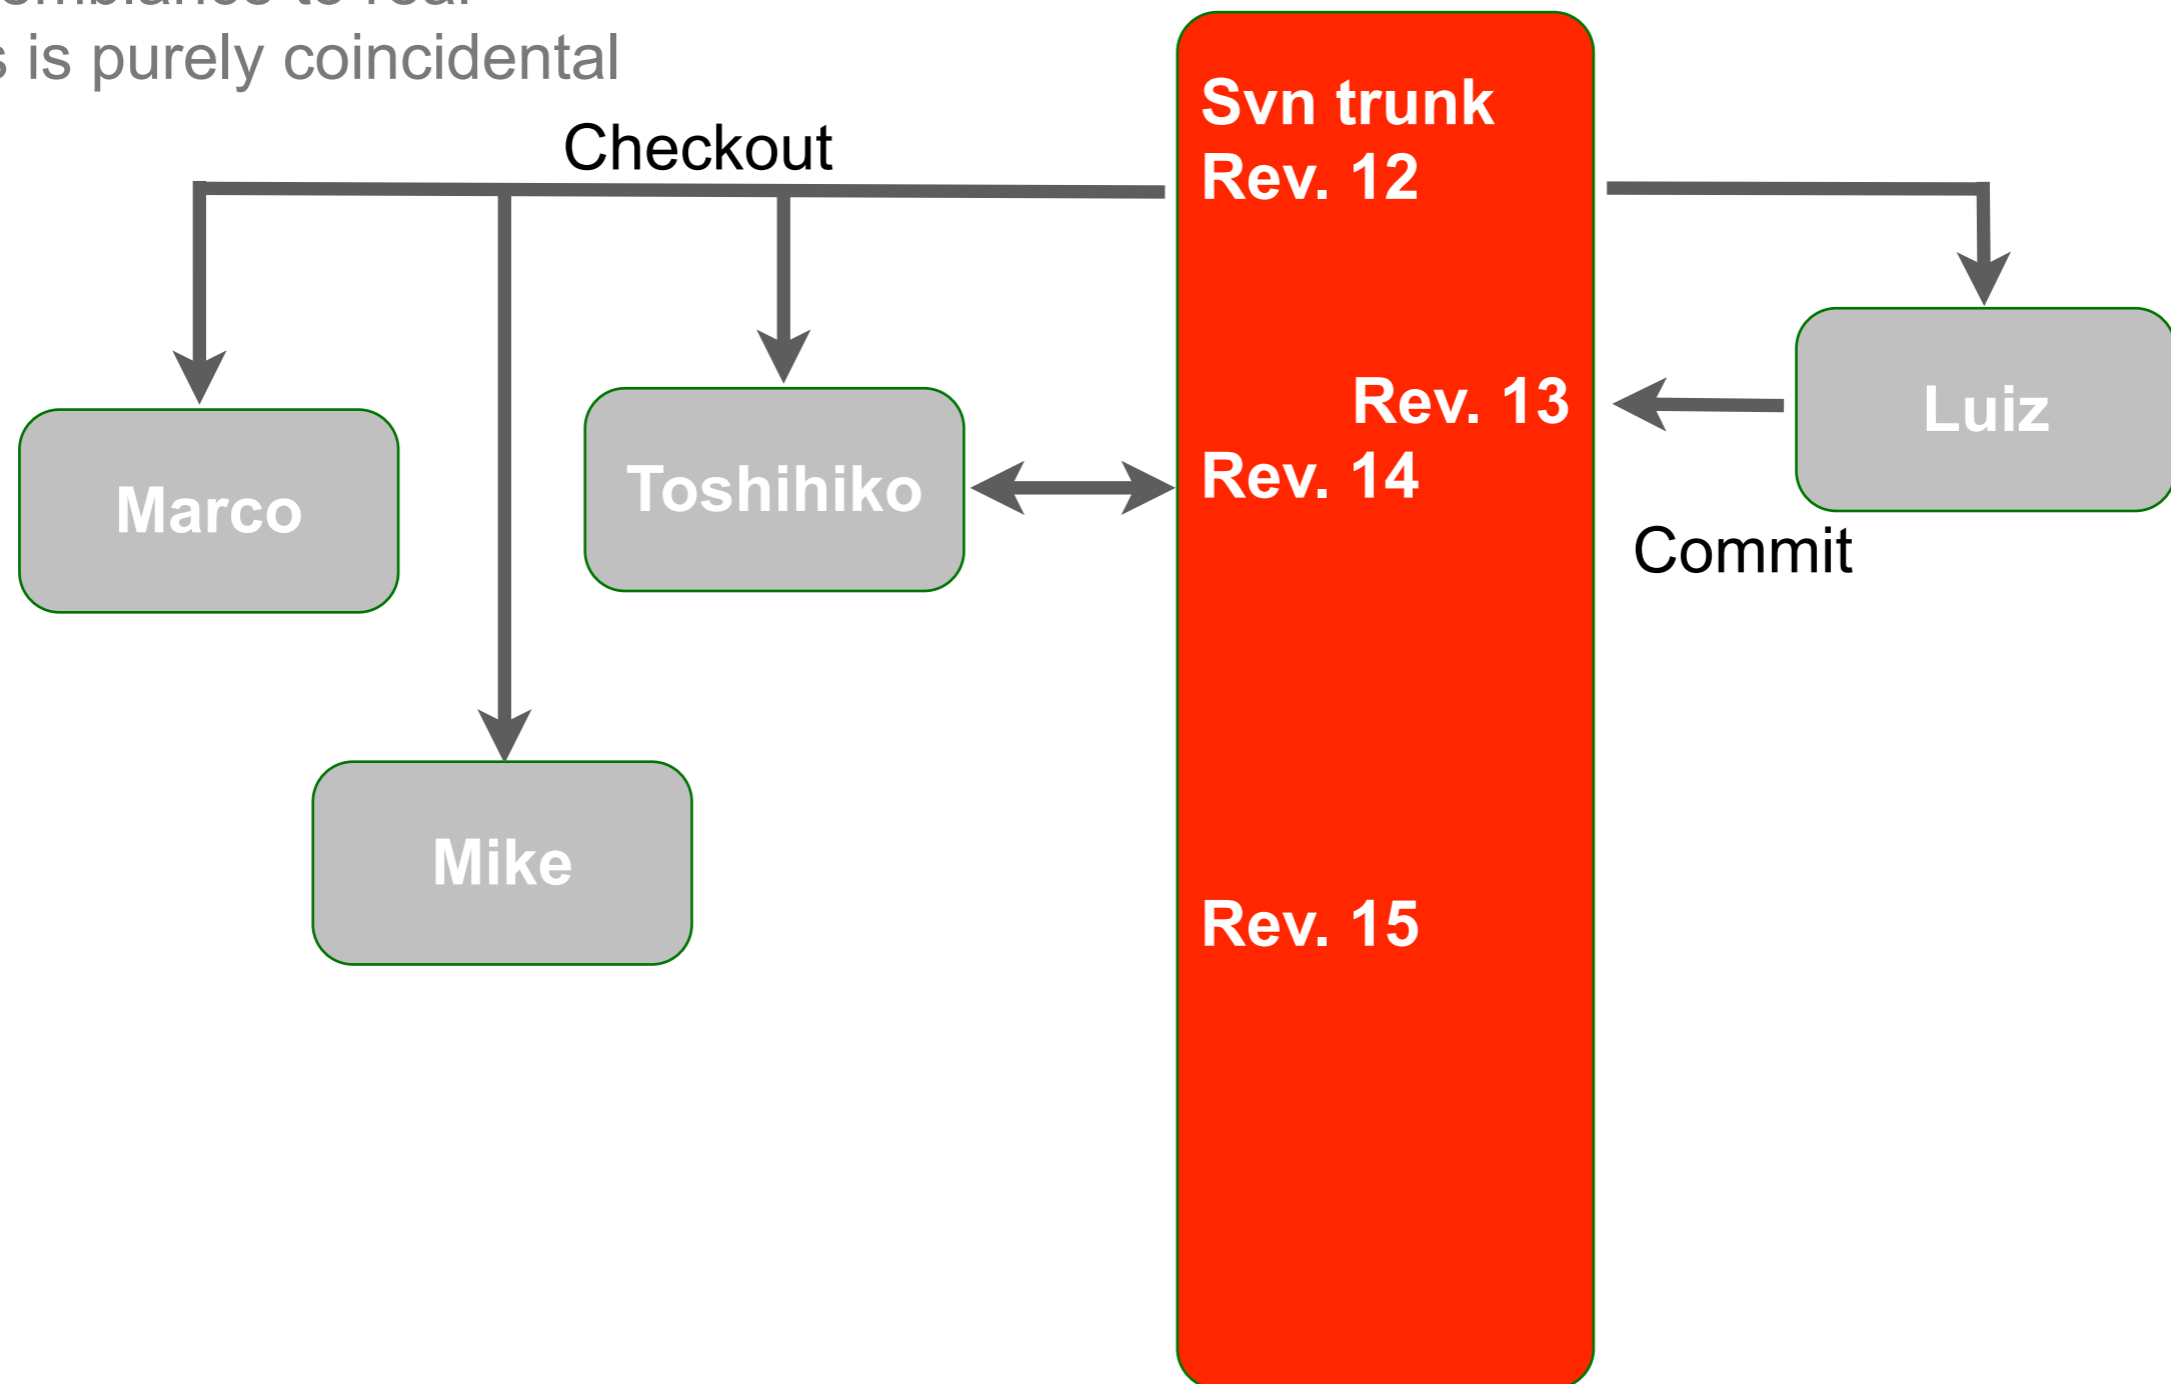 is purely coincidental
Checkout
Svn trunk
Rev. 12
Rev. 13
Rev. 14
Rev. 15
Marco
Toshihiko
Mike
Luiz
Commit